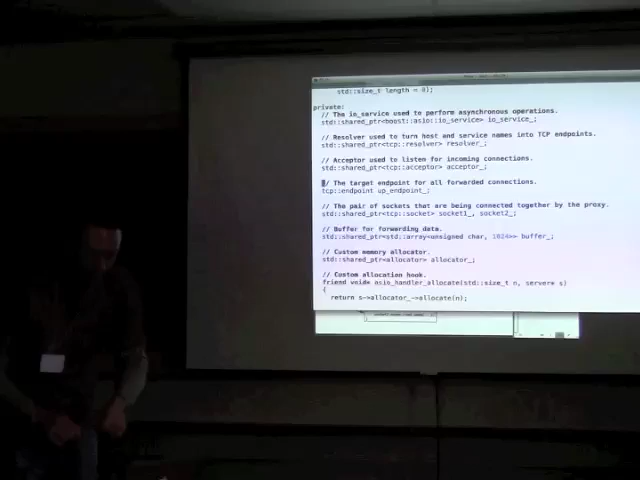 std::size_t length = 0);
private:
// The io_service used to perform asynchronous operations.
std::shared_ptr<boost::asio::io_service> io_service_;
// Resolver used to turn host and service names into TCP endpoints.
std::shared_ptr<tcp::resolver> resolver_;
// Acceptor used to listen for incoming connections.
std::shared_ptr<tcp::acceptor> acceptor_;
// The target endpoint for all forwarded connections.
tcp::endpoint up_endpoint_;
// The pair of sockets that are being connected together by the proxy.
std::shared_ptr<tcp::socket> socket1_, socket2_;
// Buffer for forwarding data.
std::shared_ptr<std::array<unsigned char, 1024>> buffer_;
// Custom memory allocator.
std::shared_ptr<allocator> allocator_;
// Custom allocation hook.
friend void* asio_handler_allocate(std::size_t n, server* s)
{
return s->allocator_->allocate(n);